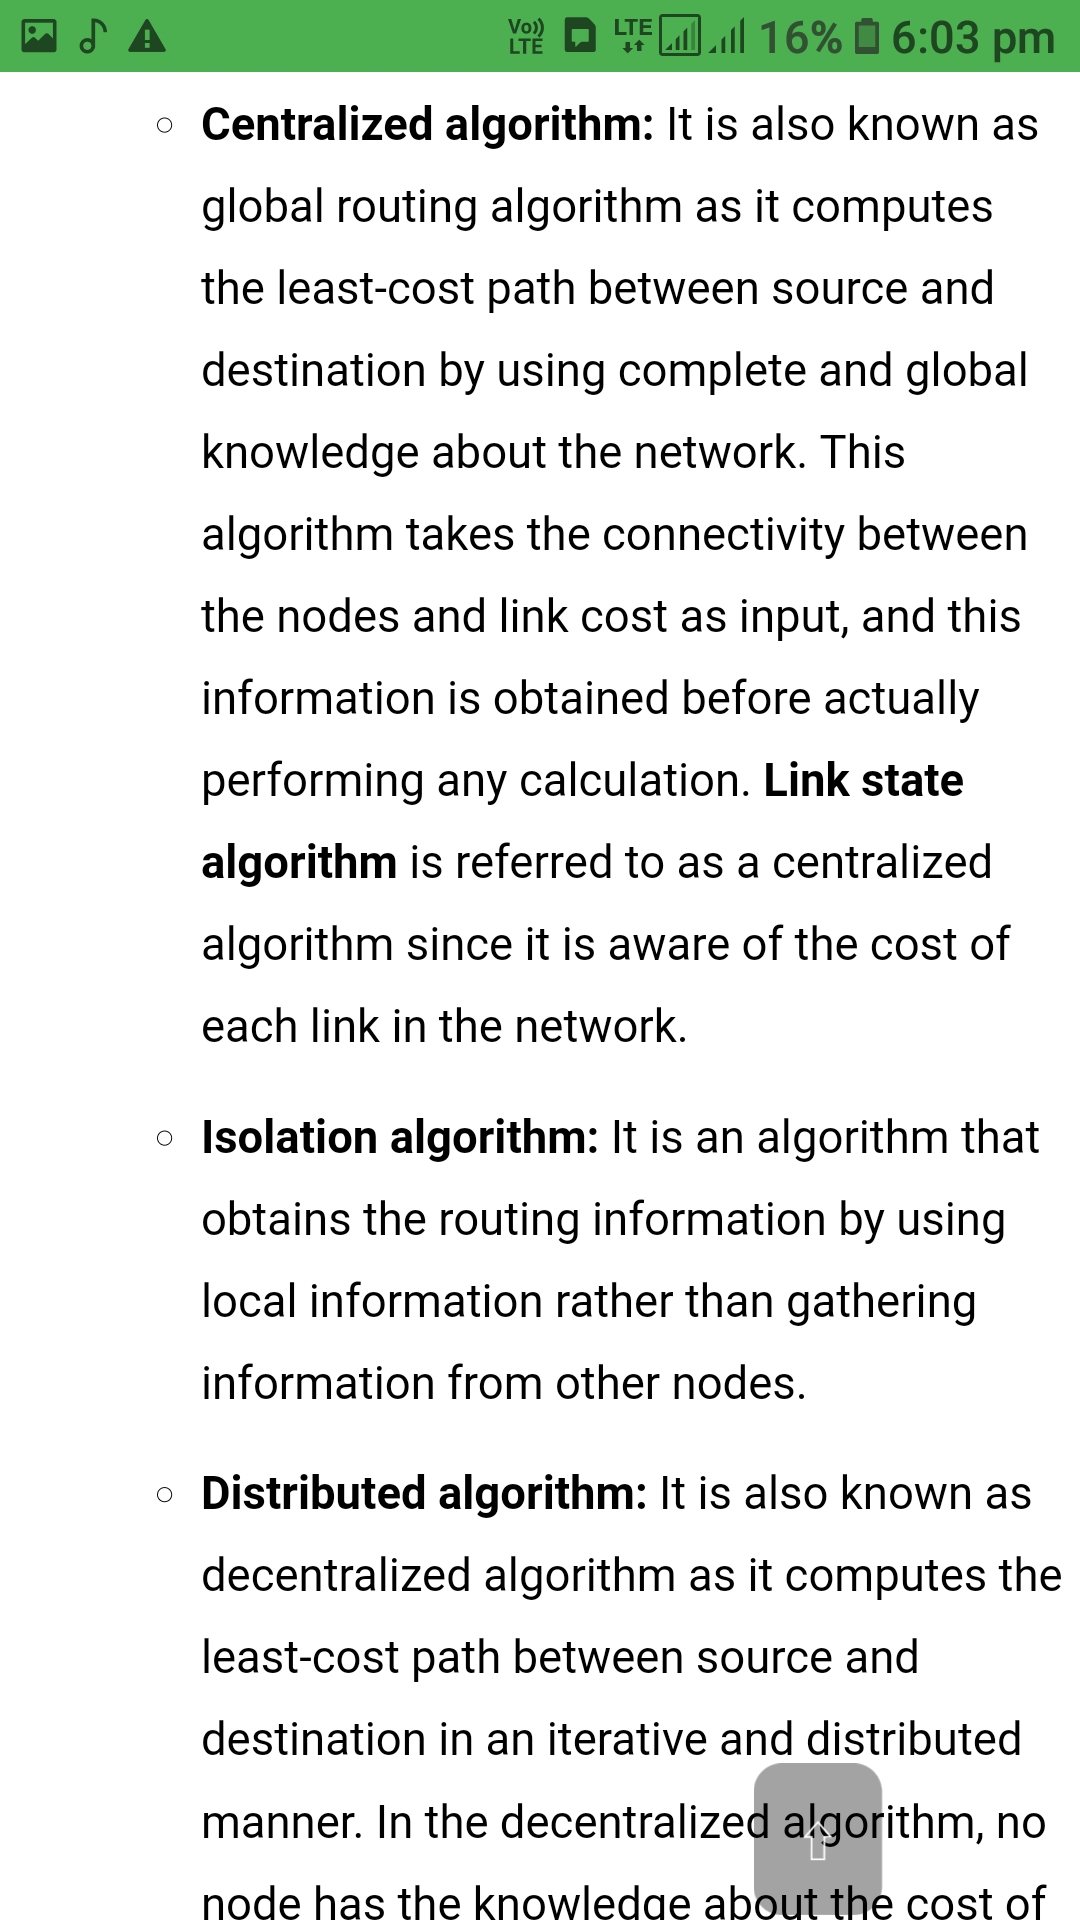 Vo)) LTE LTE 16% 6:03 pm
Centralized algorithm: It is also known as
global routing algorithm as it computes
the least-cost path between source and
destination by using complete and global
knowledge about the network. This
algorithm takes the connectivity between
the nodes and link cost as input, and this
information is obtained before actually
performing any calculation. Link state
algorithm is referred to as a centralized
algorithm since it is aware of the cost of
each link in the network.
Isolation algorithm: It is an algorithm that
obtains the routing information by using
local information rather than gathering
information from other nodes.
Distributed algorithm: It is also known as
decentralized algorithm as it computes the
least-cost path between source and
destination in an iterative and distributed
manner. In the decentralized algorithm, no
node has the knowledge about the cost of